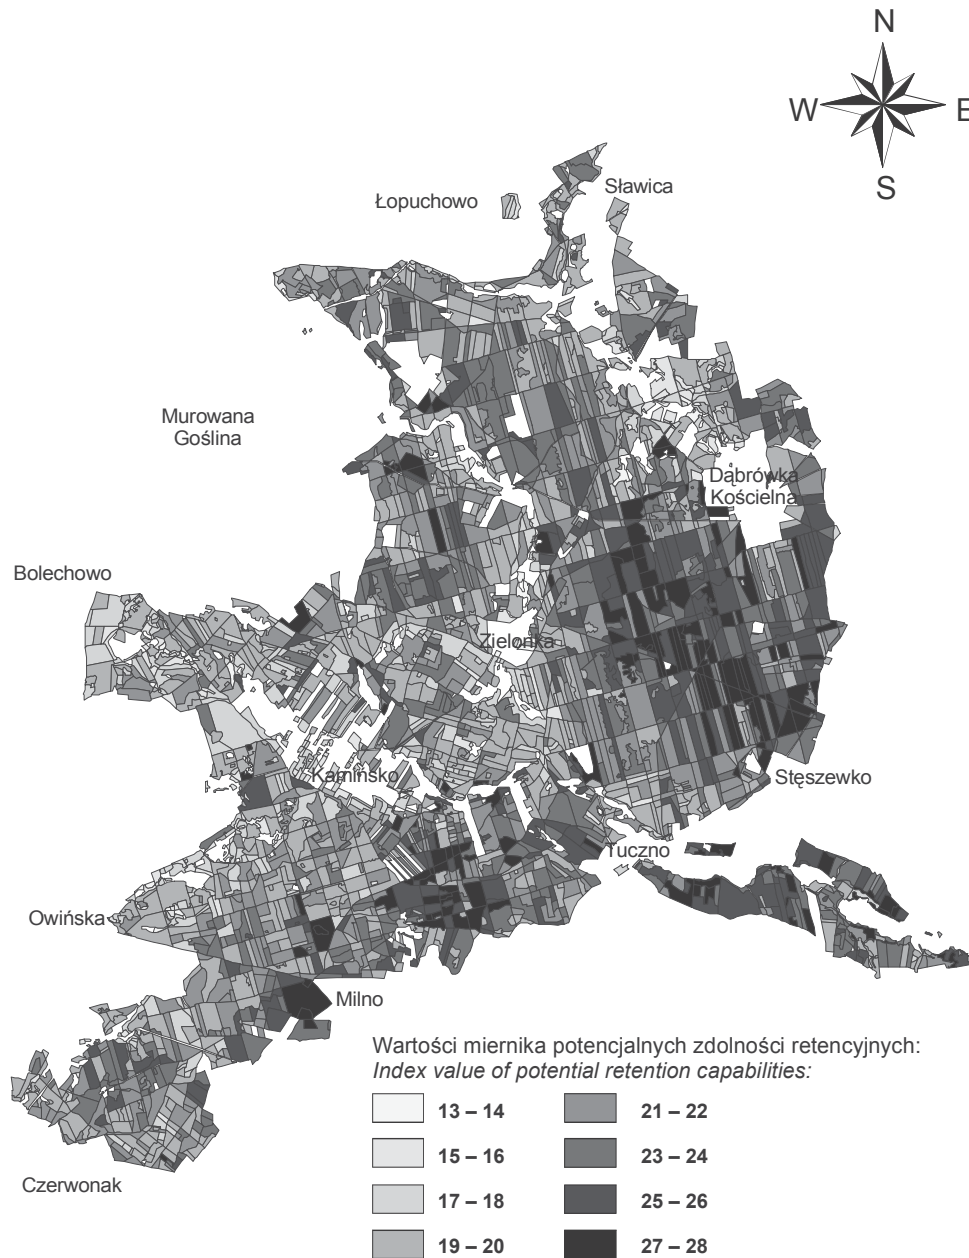 N
W
E
S
Sławica
Łopuchowo
Murowana
Goślina
Dąbrówka
Kościelna
Bolechowo
Zielonka
Kamińsko
Stęszewko
Tuczno
Owińska
Milno
Wartości miernika potencjalnych zdolności retencyjnych:
Index value of potential retention capabilities:
13 – 14
21 – 22
15 – 16
23 – 24
17 – 18
25 – 26
19 – 20
27 – 28
Czerwonak